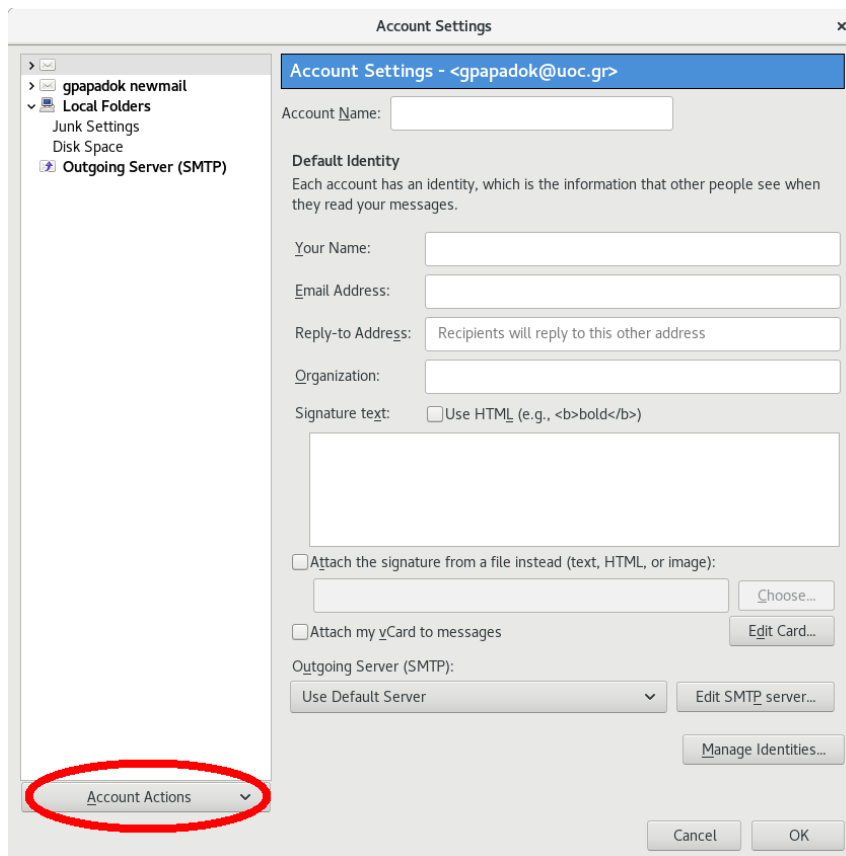 Account Settings
gpapadok newmail
Local Folders
Junk Settings
Disk Space
Outgoing Server (SMTP)
Account Settings - <gpapadok@uoc.gr>
Account Name:
Default Identity
Each account has an identity, which is the information that other people see when
they read your messages.
Your Name:
Email Address:
Reply-to Address: Recipients will reply to this other address
Organization:
Signature text: Use HTML (e.g., <b>bold</b>)
Attach the signature from a file instead (text, HTML, or image):
Choose...
Attach my vCard to messages Edit Card...
Outgoing Server (SMTP):
Use Default Server Edit SMTP server...
Manage Identities...
Account Actions
Cancel OK